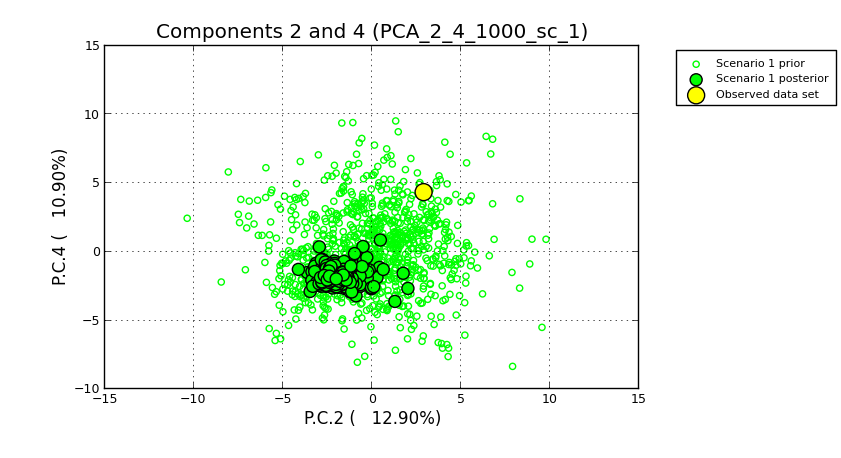 Components 2 and 4 (PCA_2_4_1000_sc_1)
15
10
5
0
−5
−10
−15
−10
−5
0
5
10
15
P.C.4 (   10.90%)
P.C.2 (   12.90%)
Scenario 1 prior
Scenario 1 posterior
Observed data set